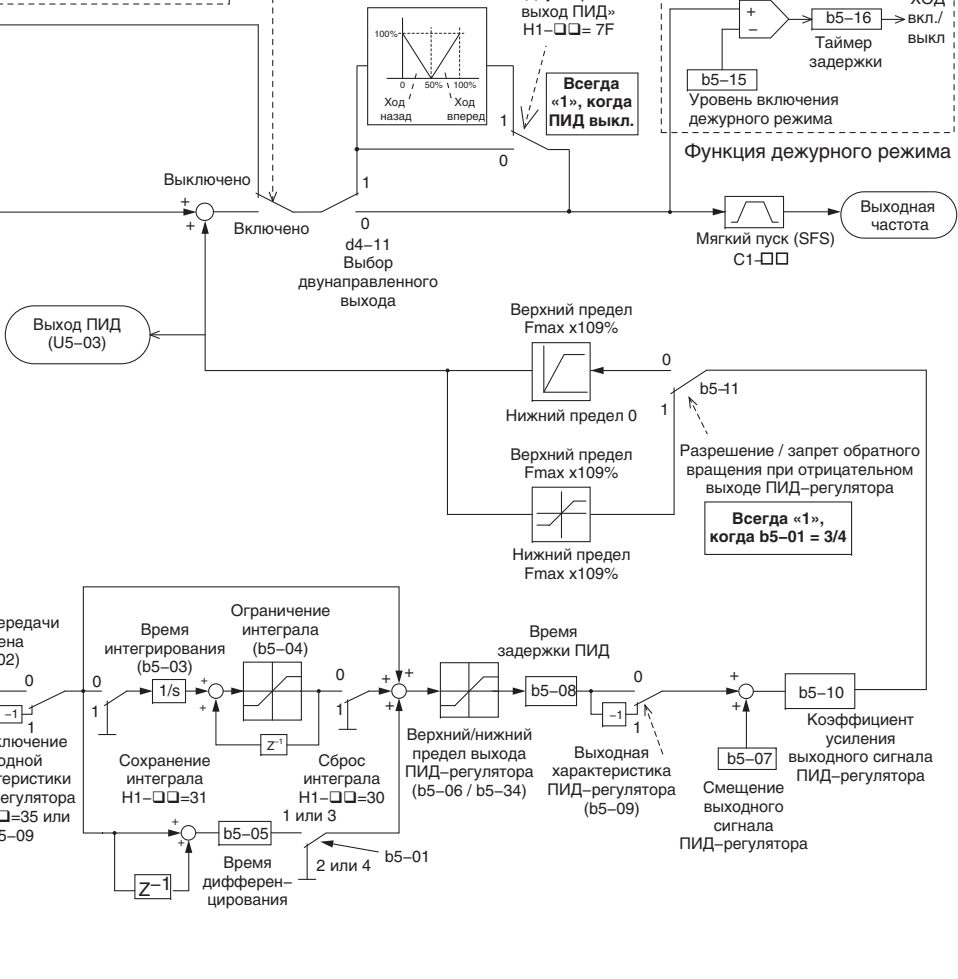 выход ПИД»
H1–☐☐= 7F
100%
0 50% 100%
Ход назад
Ход вперед
Всегда
«1», когда
ПИД выкл.
1
0
+
–
b5–16
вкл./
выкл
Таймер
задержки
b5–15
Уровень включения
дежурного режима
Функция дежурного режима
Выключено
+
+
Включено
1
0
d4–11
Выбор
двунаправленного
выхода
Мягкий пуск (SFS)
C1–☐☐
Выходная
частота
Выход ПИД
(U5–03)
Верхний предел
Fmax x109%
Нижний предел 0
0
1
b5–11
Верхний предел
Fmax x109%
Нижний предел
Fmax x109%
Разрешение / запрет обратного
вращения при отрицательном
выходе ПИД–регулятора
Всегда «1»,
когда b5–01 = 3/4
0
–1
1
=35 или
Время
интегрирования
(b5–03)
0
1
1/s
+
+
Ограничение
интеграла
(b5–04)
Z–1
0
1
+
+
+
Сохранение
интеграла
H1–☐☐=31
Сброс
интеграла
H1–☐☐=30
Верхний/нижний
предел выхода
ПИД–регулятора
(b5–06 / b5–34)
Время
задержки ПИД
b5–08
–1
0
1
Выходная
характеристика
ПИД–регулятора
(b5–09)
+
+
b5–07
Смещение
выходного
сигнала
ПИД–регулятора
b5–10
Коэффициент
усиления
выходного сигнала
ПИД–регулятора
+
+
Z–1
b5–05
Время
дифферен–
цирования
1 или 3
2 или 4
b5–01